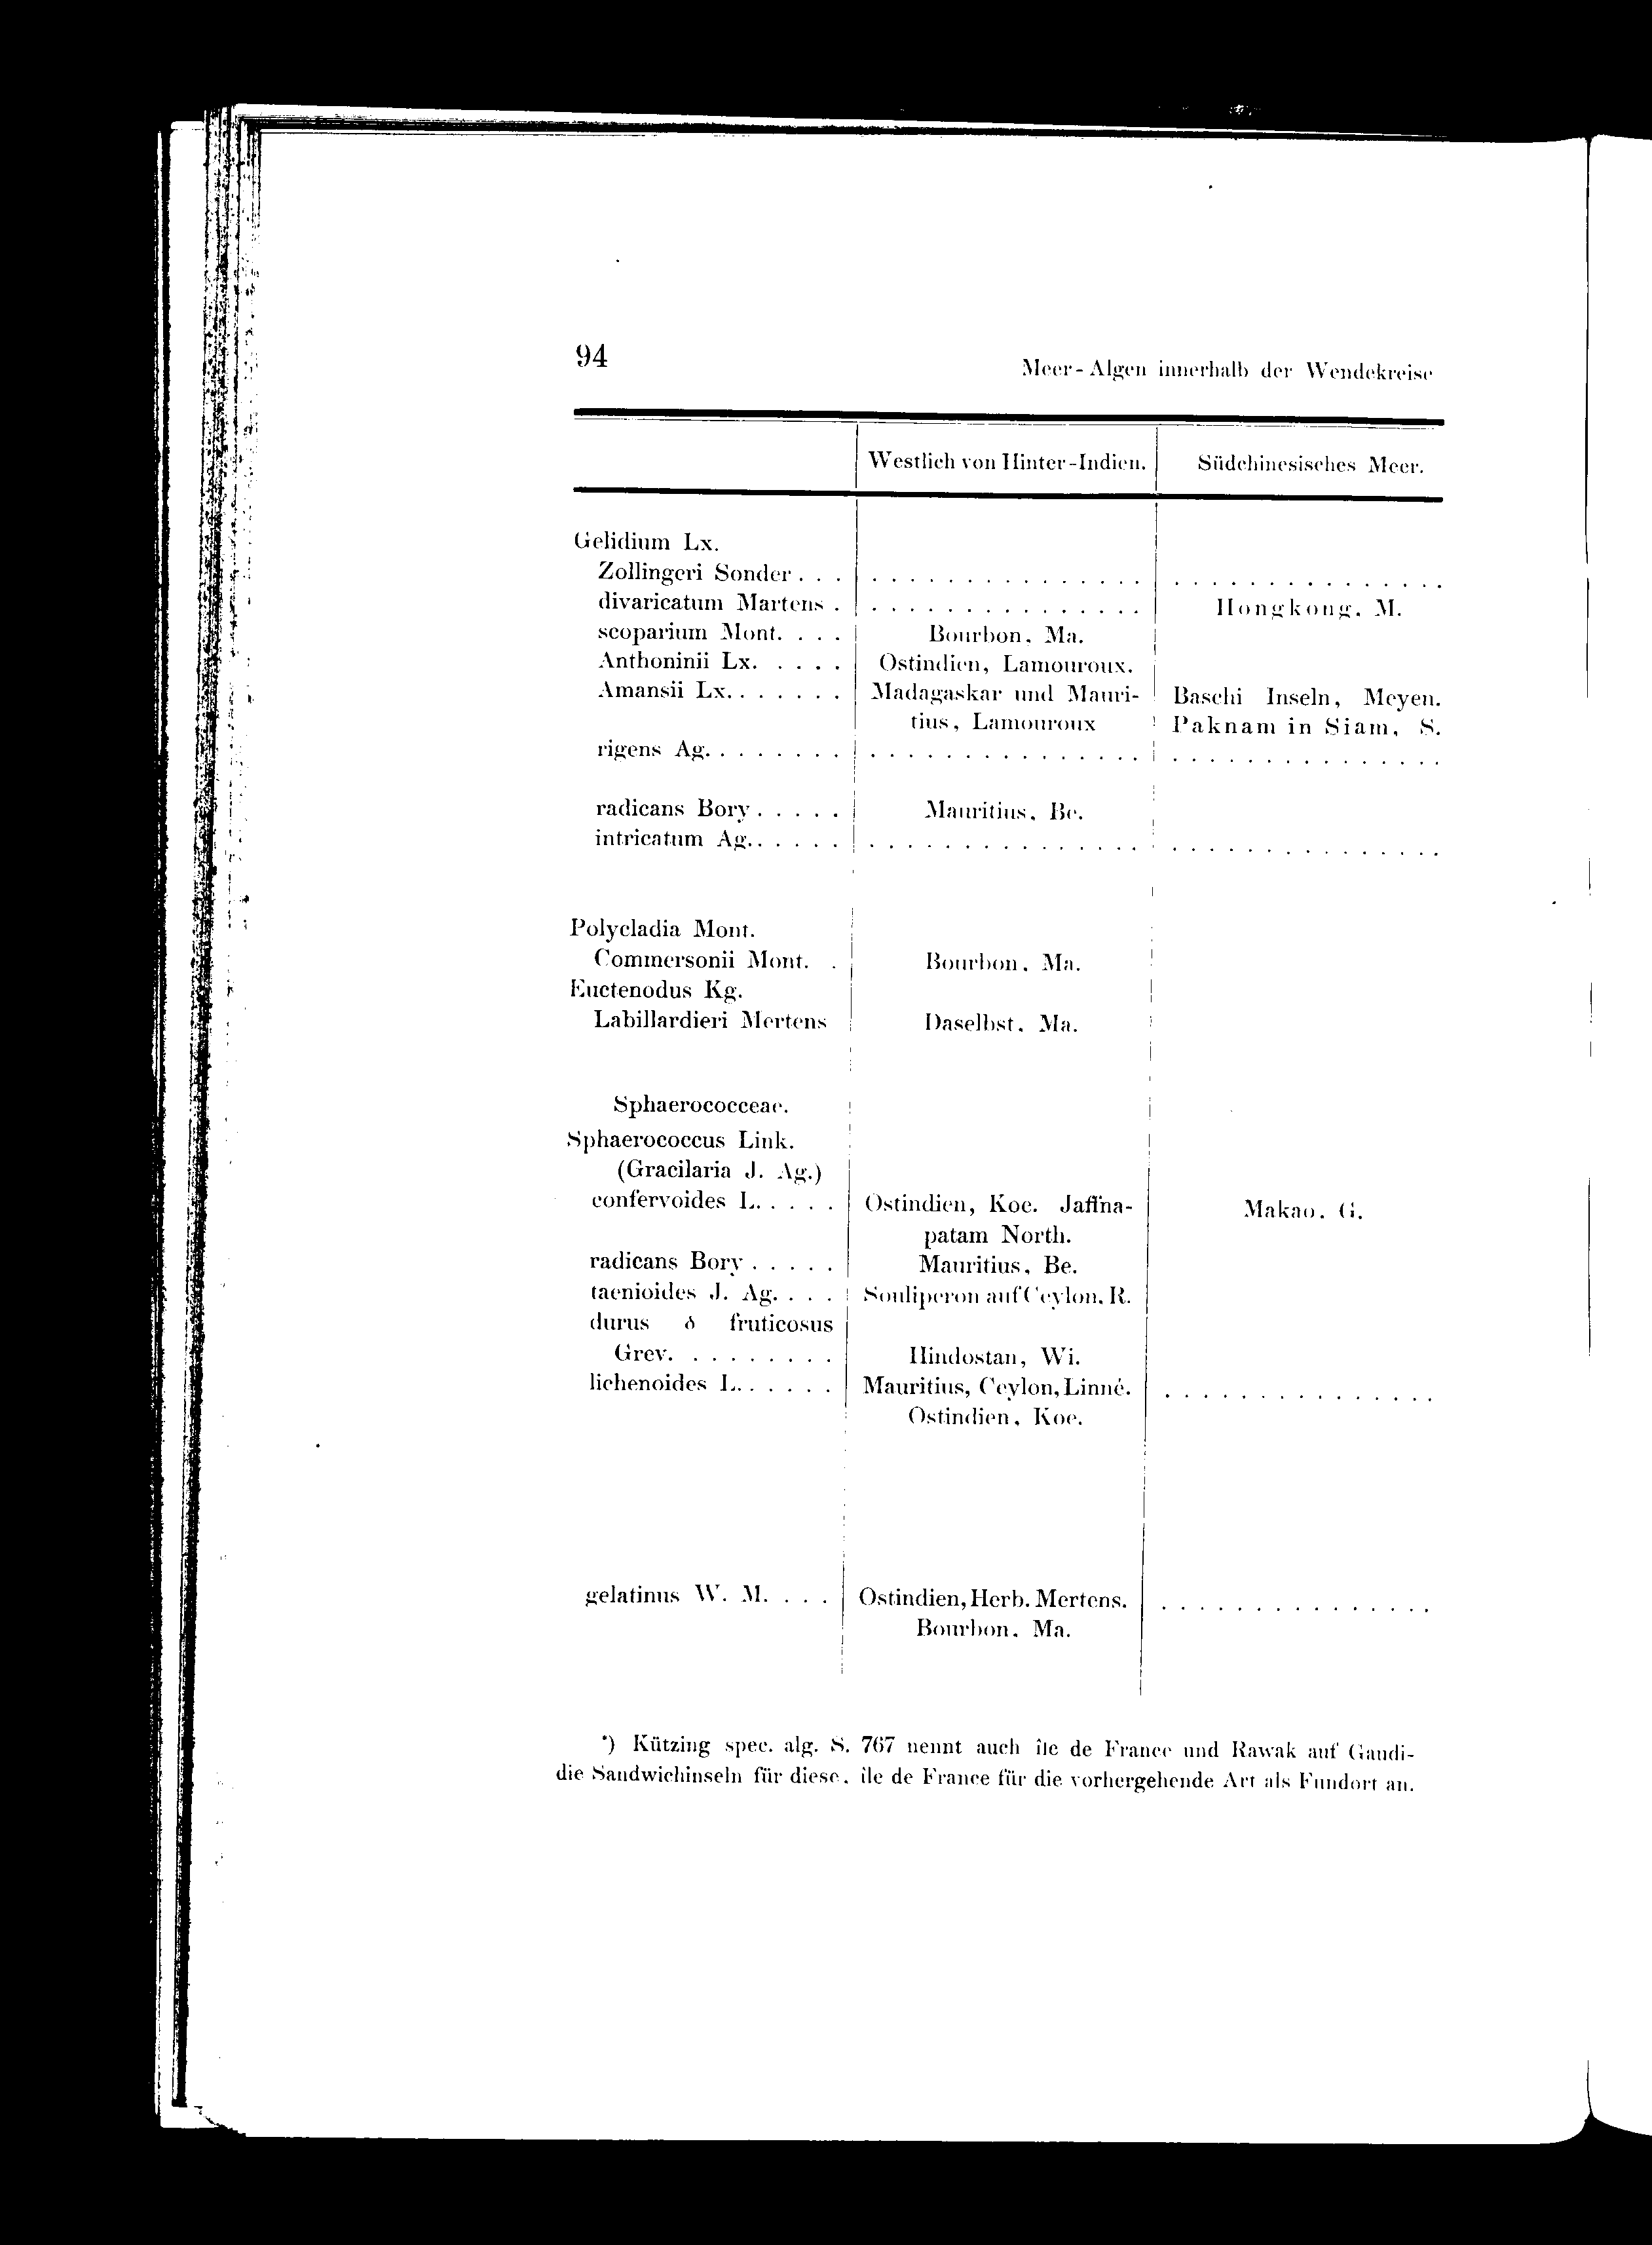 94
Meer-Algen innerhalb der Wendekreise
Westlich von Hinter-Indien. Südchinesisches Meer.
Gelidium Lx.
Zollingeri Sonder . . . . . . . . . . . . . . . . . . . . . . . . . . . . . . . . .
divaricatum Martens . . . . . . . . . . . . . . . . Hongkong, M.
scoparium Mont. . . . Bourbon, Ma.
Anthoninii Lx. . . . . Ostindien, Lamouroux.
Amansii Lx. . . . . . . Madagaskar und Mauri- Baschi Inseln, Meyen.
tius, Lamouroux Paknam in Siam, S.
rigens Ag. . . . . . . . . . . . . . . . . . . . . . . . . . . . . . . . . . . . . .
radicans Bory . . . . . Mauritius, Be.
intricatum Ag. . . . . . . . . . . . . . . . . . . . . . . . . . . . . . . . . . . .
Polycladia Mont.
Commersonii Mont. . Bourbon, Ma.
Euctenodus Kg.
Labillardieri Mertens Daselbst, Ma.
Sphaerococceae.
Sphaerococcus Link.
(Gracilaria J. Ag.)
confervoides L. . . . . Ostindien, Koe. Jaffna- Makao, G.
patam North.
radicans Bory . . . . . Mauritius, Be.
taenioides J. Ag. . . . Souliperon auf Ceylon, R.
durus δ fruticosus
Grev. . . . . . . . . Hindostan, Wi.
lichenoides L. . . . . . Mauritius, Ceylon, Linné. . . . . . . . . . . . . . . .
Ostindien, Koe.
gelatinus W. M. . . . Ostindien, Herb. Mertens. . . . . . . . . . . . . . . .
Bourbon, Ma.
*) Kützing spec. alg. S. 767 nennt auch île de France und Rawak auf Gaudi-
die Sandwichinseln für diese, île de France für die vorhergehende Art als Fundort an.